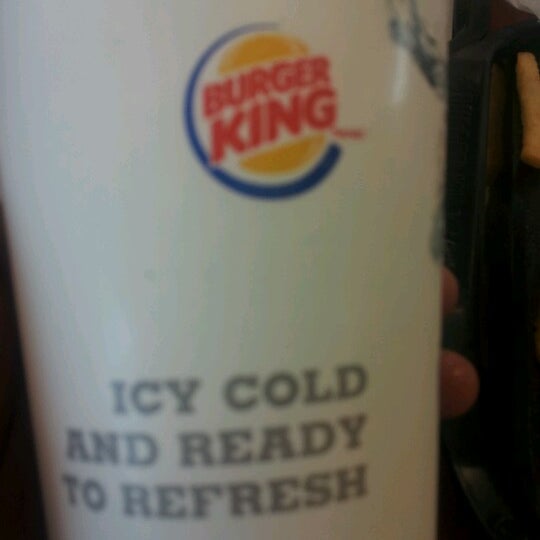 BURGER
KING
ICY COLD
AND READY
TO REFRESH